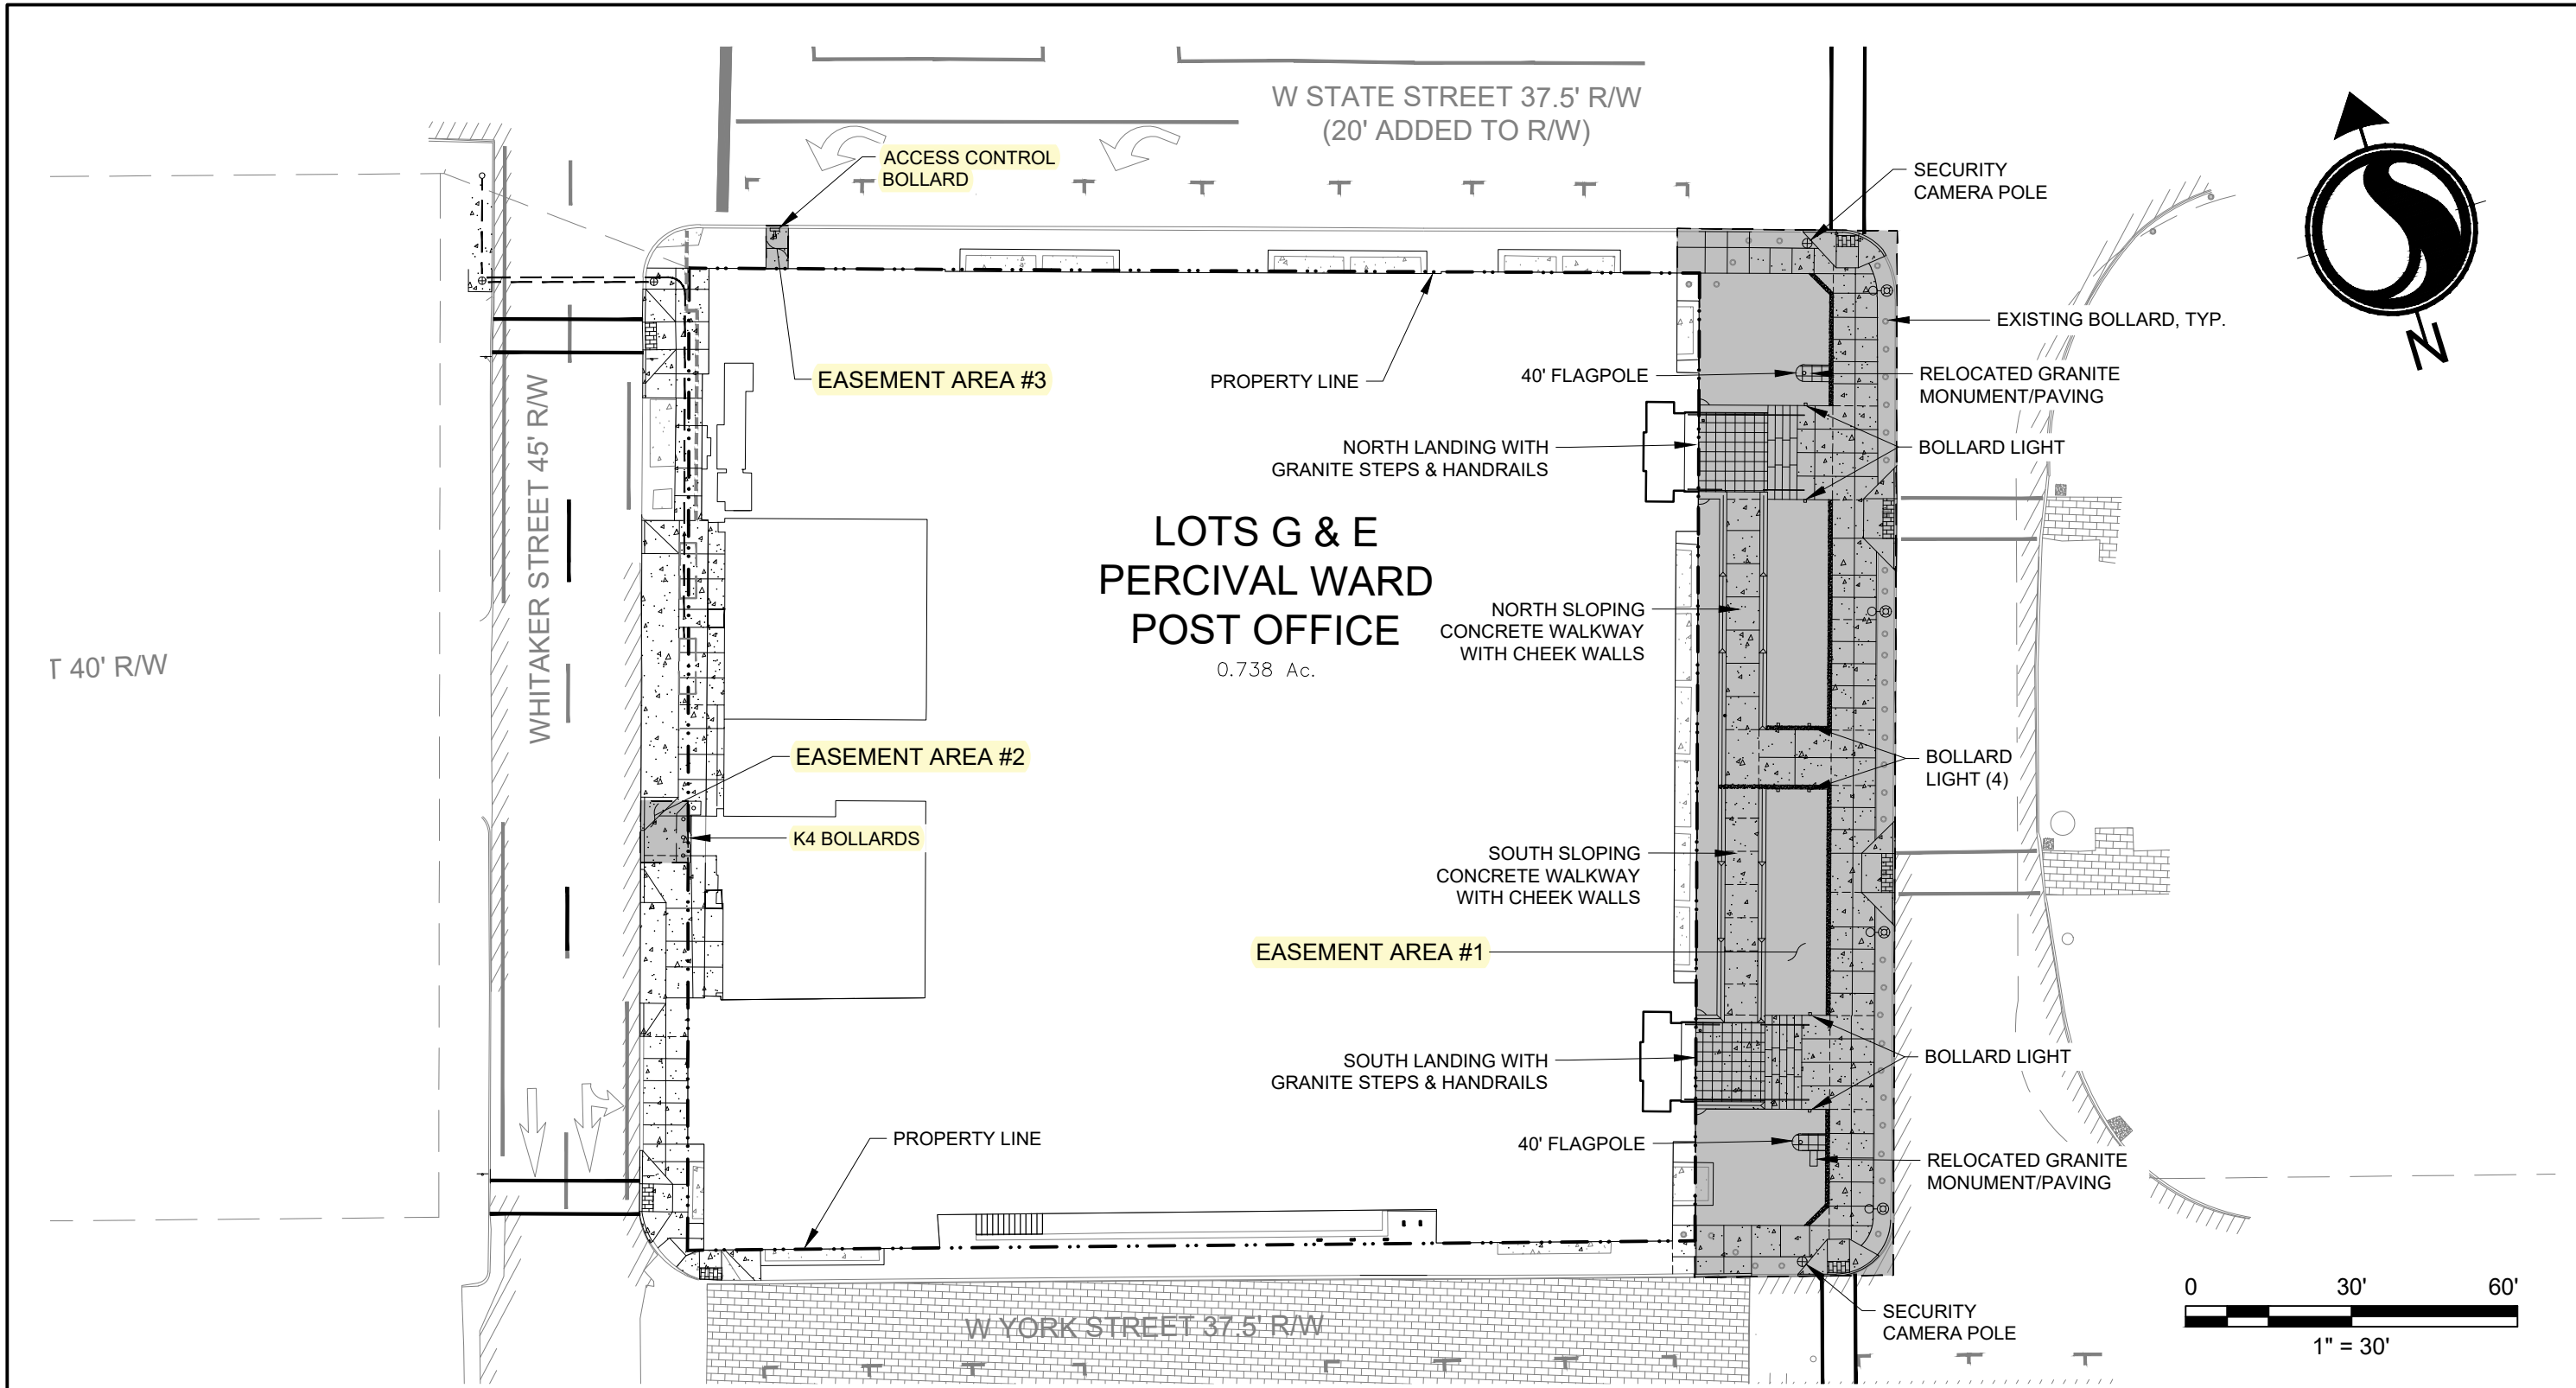 W STATE STREET 37.5' R/W
(20' ADDED TO R/W)
ACCESS CONTROL
BOLLARD
SECURITY
CAMERA POLE
N
EXISTING BOLLARD, TYP.
EASEMENT AREA #3
PROPERTY LINE
40' FLAGPOLE
RELOCATED GRANITE
MONUMENT/PAVING
NORTH LANDING WITH
GRANITE STEPS & HANDRAILS
BOLLARD LIGHT
WHITAKER STREET 45' R/W
LOTS G & E
PERCIVAL WARD
POST OFFICE
0.738 Ac.
NORTH SLOPING
CONCRETE WALKWAY
WITH CHEEK WALLS
T 40' R/W
EASEMENT AREA #2
BOLLARD
LIGHT (4)
K4 BOLLARDS
SOUTH SLOPING
CONCRETE WALKWAY
WITH CHEEK WALLS
EASEMENT AREA #1
SOUTH LANDING WITH
GRANITE STEPS & HANDRAILS
BOLLARD LIGHT
PROPERTY LINE
40' FLAGPOLE
RELOCATED GRANITE
MONUMENT/PAVING
W YORK STREET 37.5' R/W
SECURITY
CAMERA POLE
0 30' 60'
1" = 30'